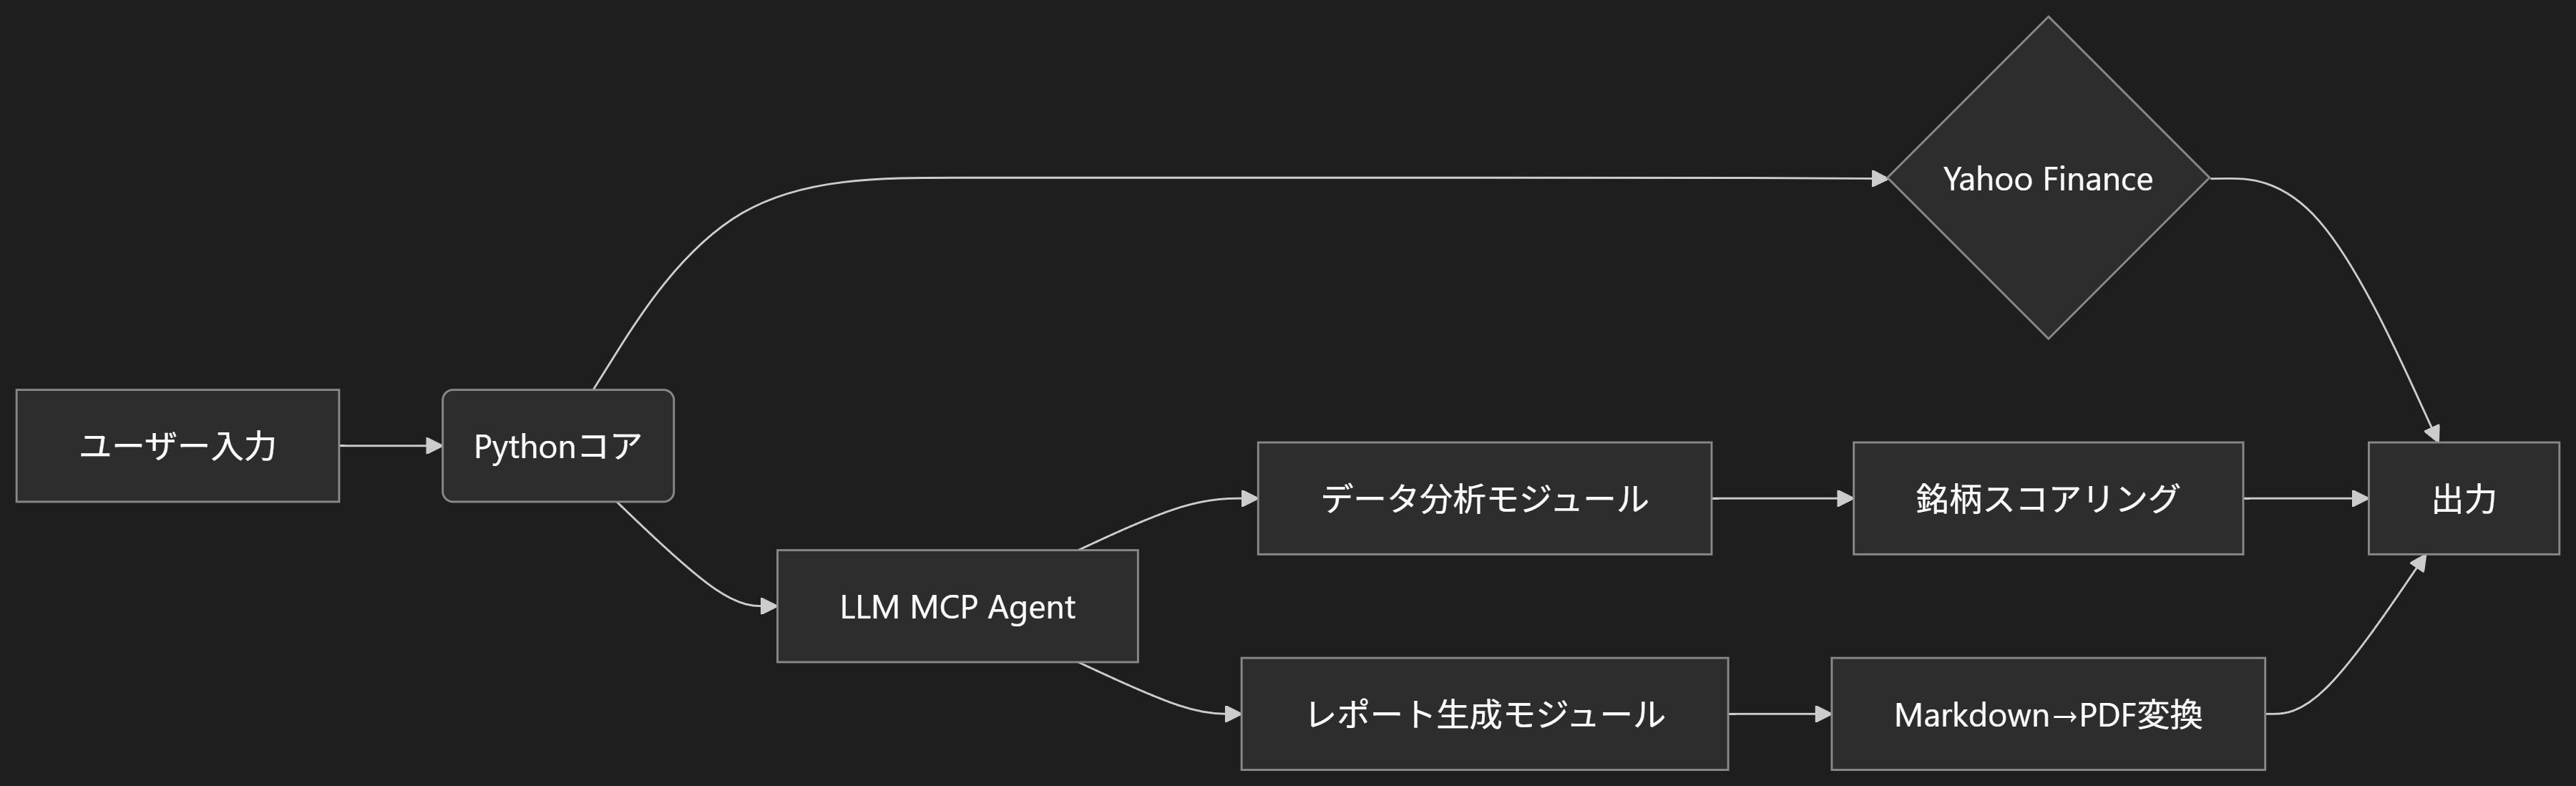 Yahoo Finance
ユーザー入力
Pythonコア
データ分析モジュール
銘柄スコアリング
出力
LLM MCP Agent
レポート生成モジュール
Markdown→PDF変換